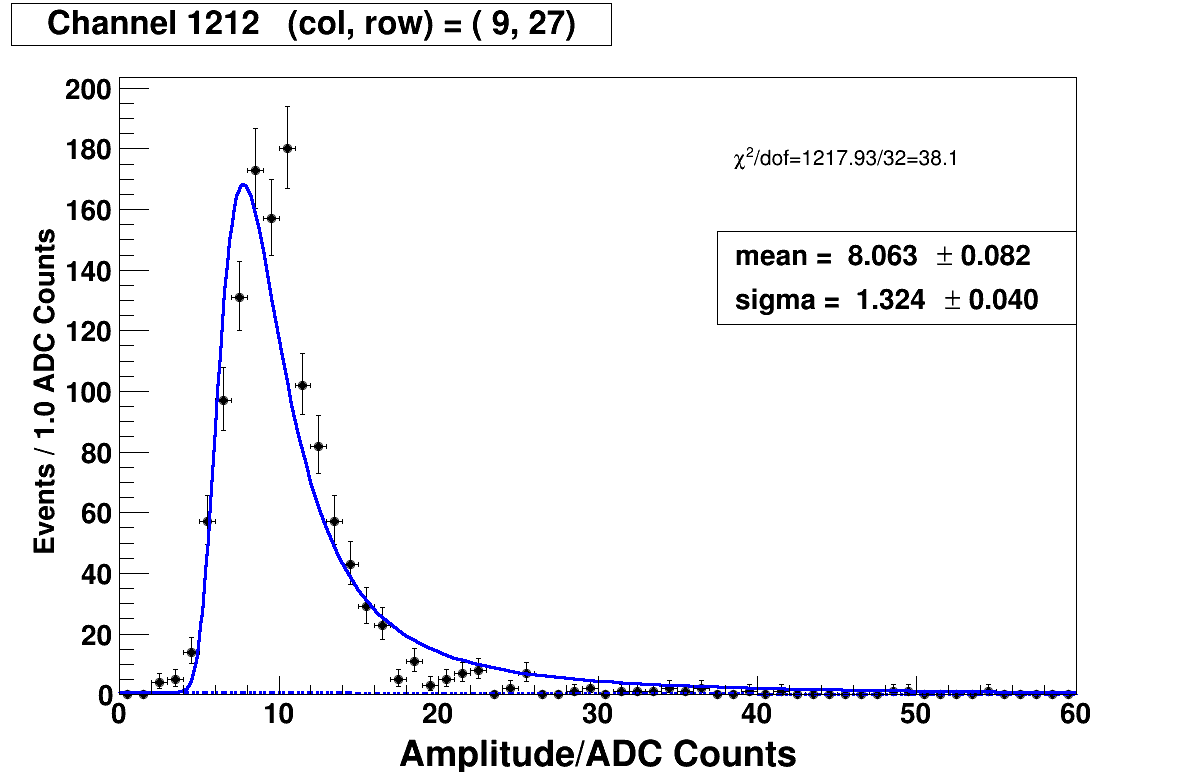 Channel 1212 (col, row) = ( 9, 27)
200
180
160
140
120
100
80
60
40
20
0
Events / 1.0 ADC Counts
χ²/dof=1217.93/32=38.1
mean = 8.063 ± 0.082
sigma = 1.324 ± 0.040
0 10 20 30 40 50 60
Amplitude/ADC Counts